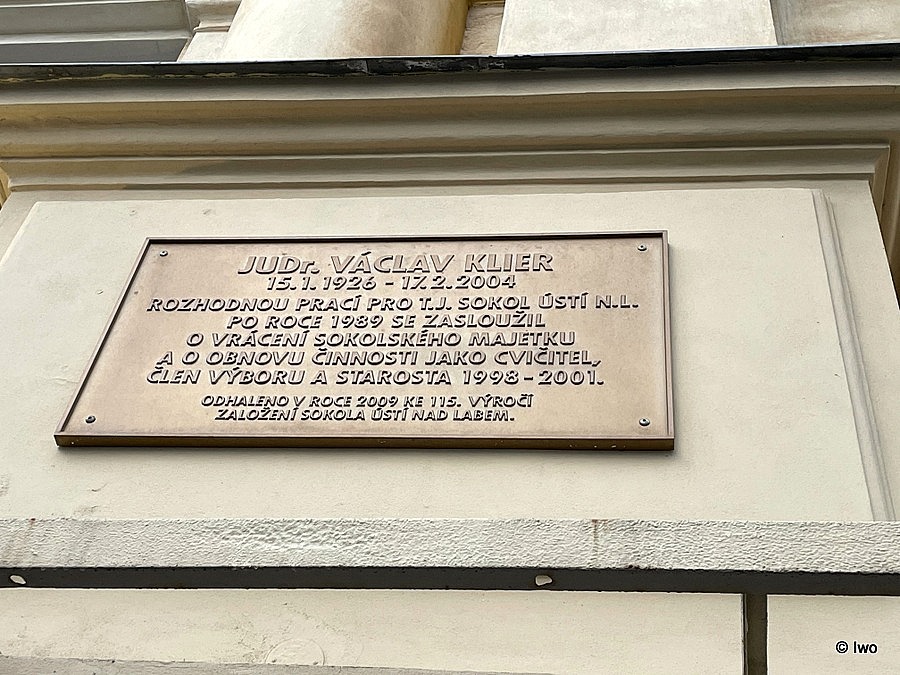 JUDr. VÁCLAV KLIER
15.1.1926 - 17.2.2004
ROZHODNOU PRACÍ PRO T.J. SOKOL ÚSTÍ N.L.
PO ROCE 1989 SE ZASLOUŽIL
O VRÁCENÍ SOKOLSKÉHO MAJETKU
A O OBNOVU ČINNOSTI JAKO CVIČITEL,
ČLEN VÝBORU A STAROSTA 1998-2001.
ODHALENO V ROCE 2009 KE 115. VÝROČÍ
ZALOŽENÍ SOKOLA ÚSTÍ NAD LABEM.
© Iwo